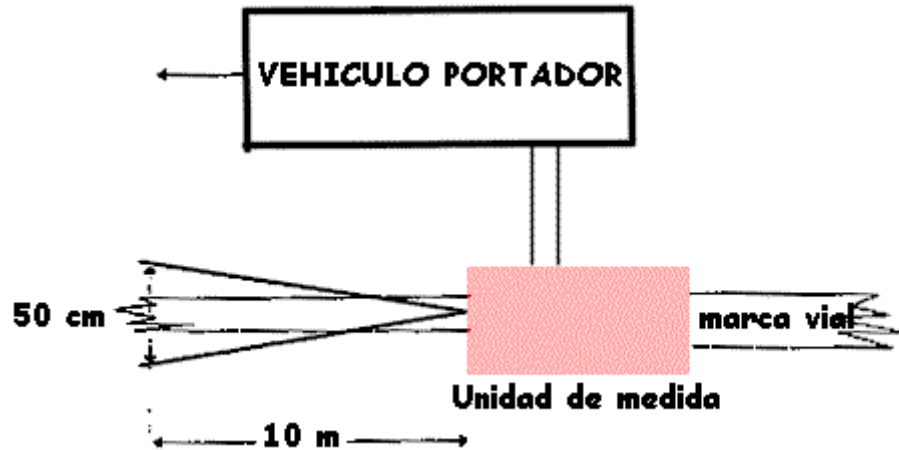 VEHICULO PORTADOR
50 cm
marca vial
Unidad de medida
10 m